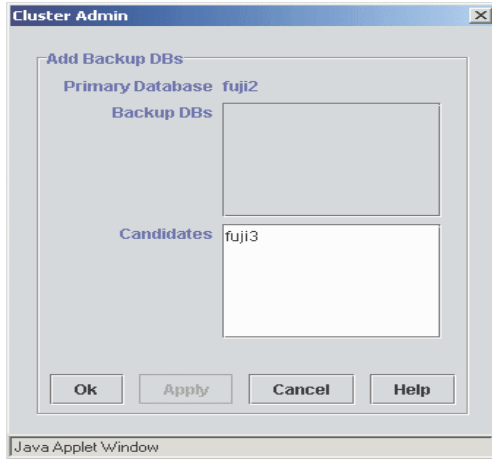 Cluster Admin
Add Backup DBs
Primary Database fuji2
Backup DBs
Candidates fuji3
Ok Apply Cancel Help
Java Applet Window